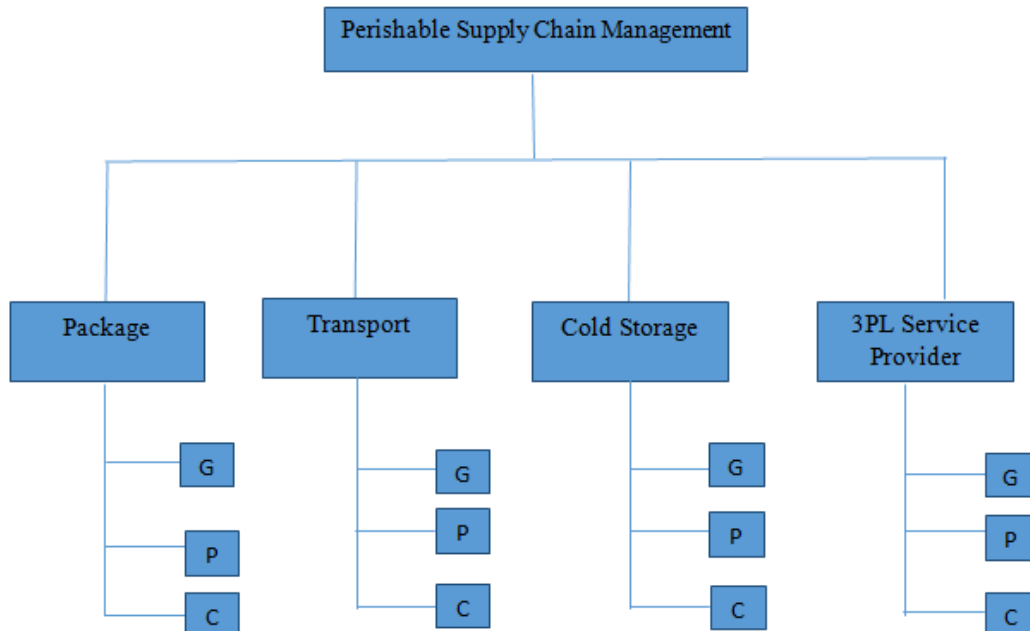 Perishable Supply Chain Management
Package
Transport
Cold Storage
3PL Service
Provider
G
G
G
G
P
P
P
P
C
C
C
C